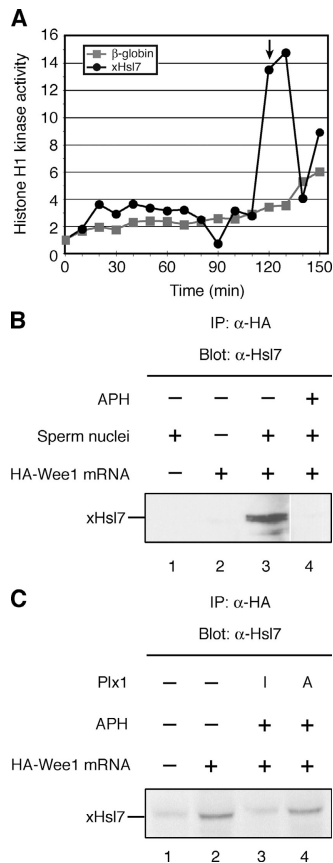 A
16
14
12
10
8
6
4
2
0
Histone H1 kinase activity
β-globin
xHsl7
0 30 60 90 120 150
Time (min)
B
IP: α-HA
Blot: α-Hsl7
APH – – – +
Sperm nuclei + – + +
HA-Wee1 mRNA – + + +
xHsl7
1 2 3 4
C
IP: α-HA
Blot: α-Hsl7
Plx1 – – I A
APH – – + +
HA-Wee1 mRNA – + + +
xHsl7
1 2 3 4